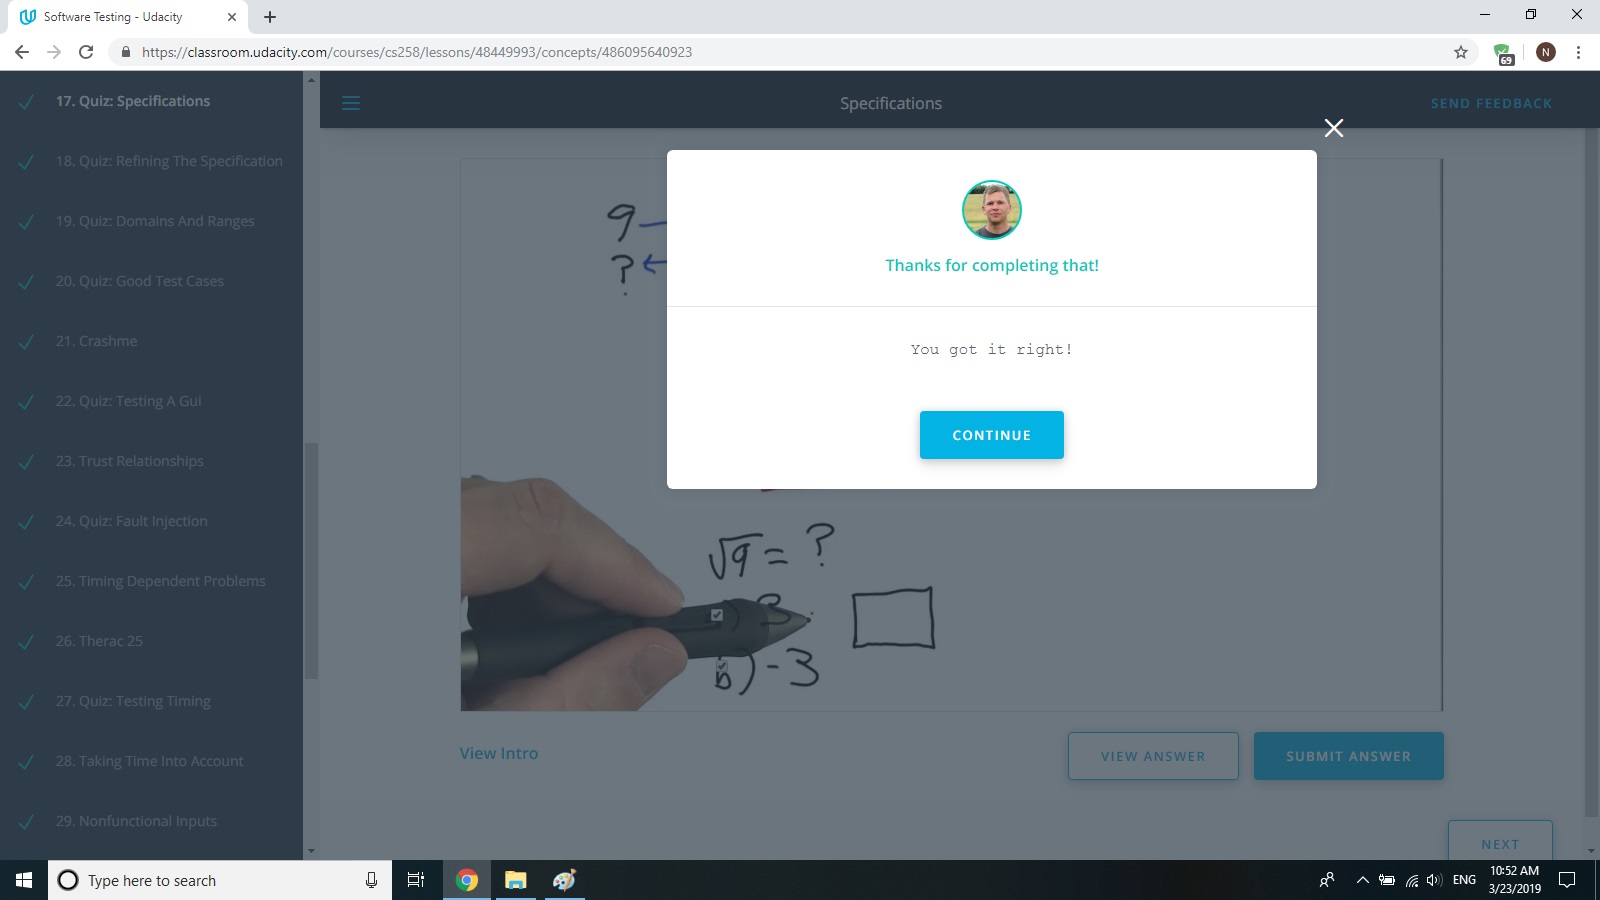 Software Testing - Udacity
https://classroom.udacity.com/courses/cs258/lessons/48449993/concepts/486095640923
69
N
17. Quiz: Specifications
18. Quiz: Refining The Specification
19. Quiz: Domains And Ranges
20. Quiz: Good Test Cases
21. Crashme
22. Quiz: Testing A Gui
23. Trust Relationships
24. Quiz: Fault Injection
25. Timing Dependent Problems
26. Therac 25
27. Quiz: Testing Timing
28. Taking Time Into Account
29. Nonfunctional Inputs
Specifications
SEND FEEDBACK
9
?
Thanks for completing that!
You got it right!
CONTINUE
√9 = ?
) 3
b) -3
View Intro
VIEW ANSWER
SUBMIT ANSWER
NEXT
Type here to search
ENG
10:52 AM
3/23/2019